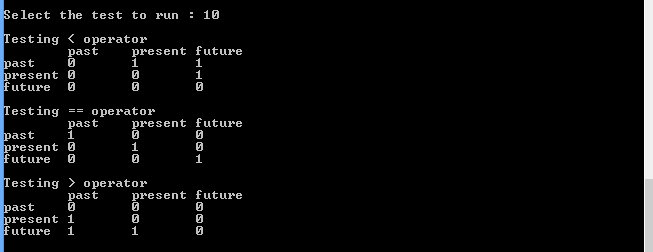 Select the test to run : 10
Testing < operator
past present future
past 0 1 1
present 0 0 1
future 0 0 0
Testing == operator
past present future
past 1 0 0
present 0 1 0
future 0 0 1
Testing > operator
past present future
past 0 0 0
present 1 0 0
future 1 1 0